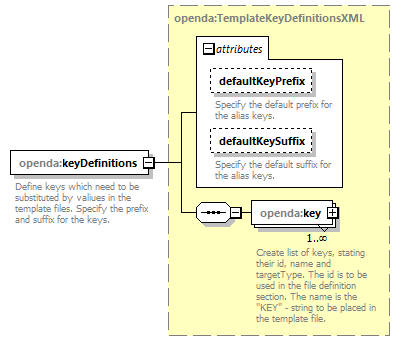 openda:TemplateKeyDefinitionsXML
attributes
defaultKeyPrefix
Specify the default prefix for
the alias keys.
defaultKeySuffix
Specify the default suffix for
the alias keys.
openda:keyDefinitions
Define keys which need to be
substituted by valiues in the
template files. Specify the prefix
and suffix for the keys.
openda:key
1..∞
Create list of keys, stating
their id, name and
targetType. The id is to be
used in the file definition
section. The name is the
"KEY" - string to be placed in
the template file.